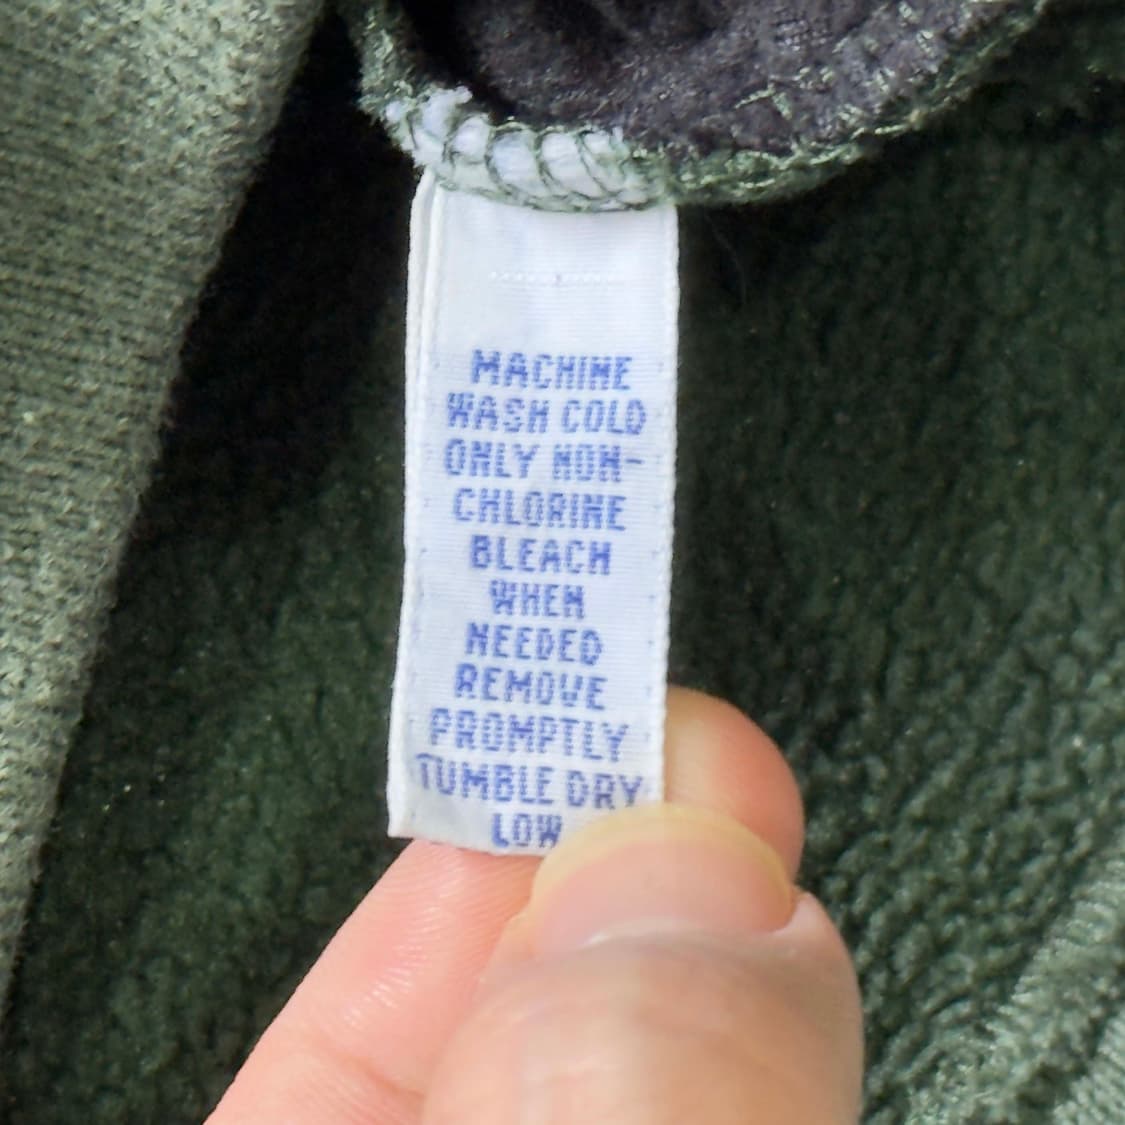 MACHINE
WASH COLD
ONLY NON-
CHLORINE
BLEACH
WHEN
NEEDED
REMOVE
PROMPTLY
TUMBLE DRY
LOW